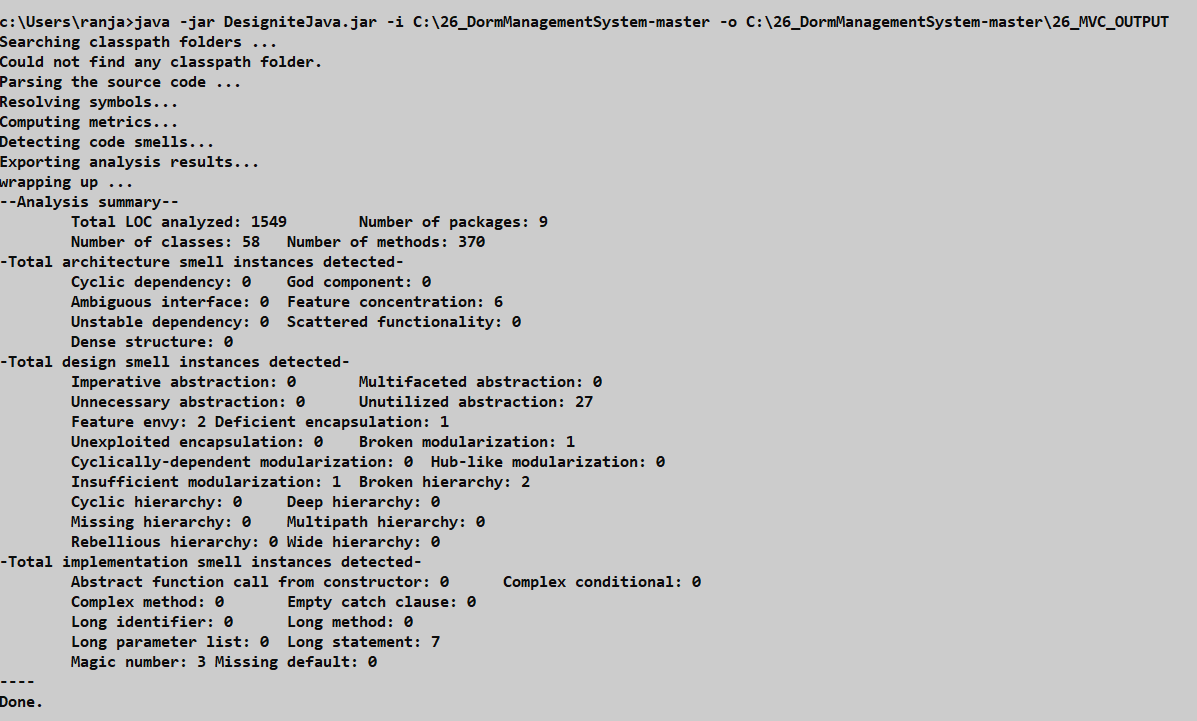 c:\Users\ranja>java -jar DesigniteJava.jar -i C:\26_DormManagementSystem-master -o C:\26_DormManagementSystem-master\26_MVC_OUTPUT
Searching classpath folders ...
Could not find any classpath folder.
Parsing the source code ...
Resolving symbols...
Computing metrics...
Detecting code smells...
Exporting analysis results...
wrapping up ...
--Analysis summary--
Total LOC analyzed: 1549 Number of packages: 9
Number of classes: 58 Number of methods: 370
-Total architecture smell instances detected-
Cyclic dependency: 0 God component: 0
Ambiguous interface: 0 Feature concentration: 6
Unstable dependency: 0 Scattered functionality: 0
Dense structure: 0
-Total design smell instances detected-
Imperative abstraction: 0 Multifaceted abstraction: 0
Unnecessary abstraction: 0 Unutilized abstraction: 27
Feature envy: 2 Deficient encapsulation: 1
Unexploited encapsulation: 0 Broken modularization: 1
Cyclically-dependent modularization: 0 Hub-like modularization: 0
Insufficient modularization: 1 Broken hierarchy: 2
Cyclic hierarchy: 0 Deep hierarchy: 0
Missing hierarchy: 0 Multipath hierarchy: 0
Rebellious hierarchy: 0 Wide hierarchy: 0
-Total implementation smell instances detected-
Abstract function call from constructor: 0 Complex conditional: 0
Complex method: 0 Empty catch clause: 0
Long identifier: 0 Long method: 0
Long parameter list: 0 Long statement: 7
Magic number: 3 Missing default: 0
----
Done.